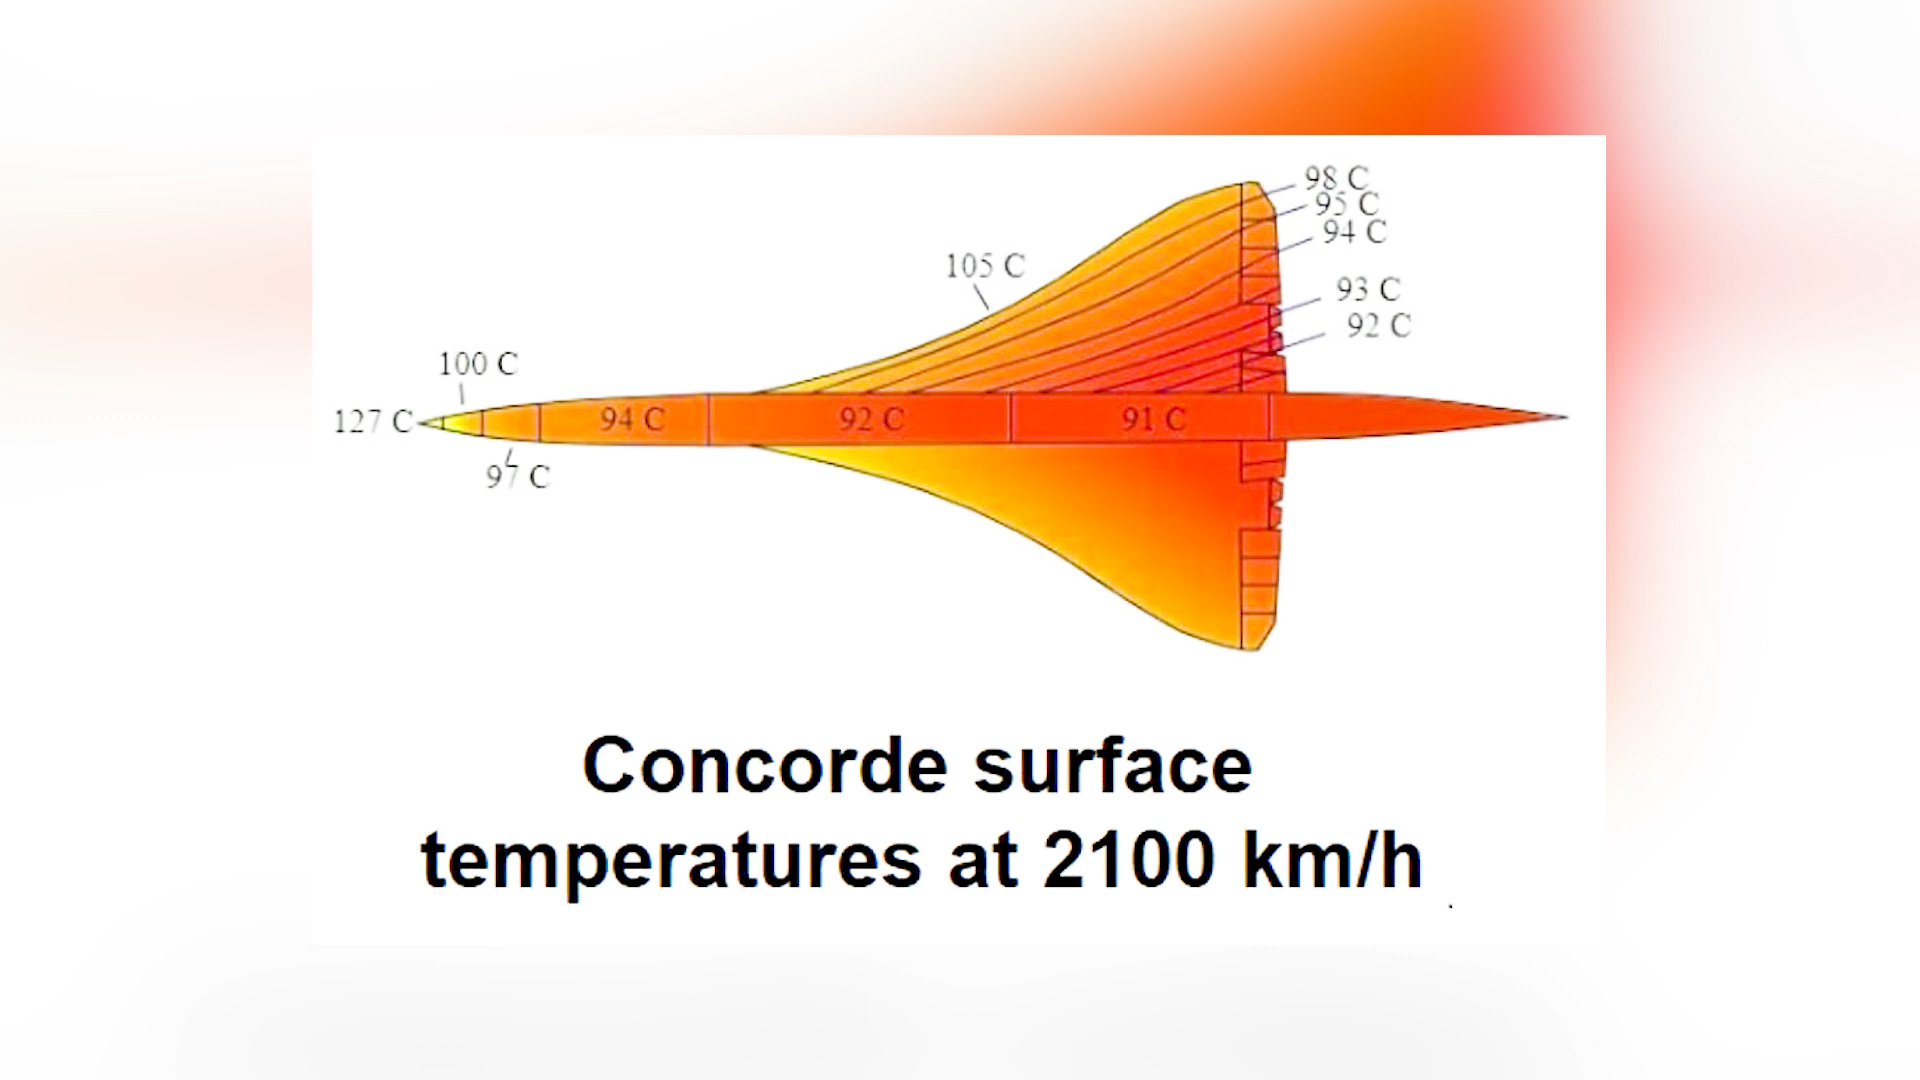 98 C
95 C
94 C
105 C
93 C
92 C
100 C
127 C
94 C
92 C
91 C
97 C
Concorde surface
temperatures at 2100 km/h